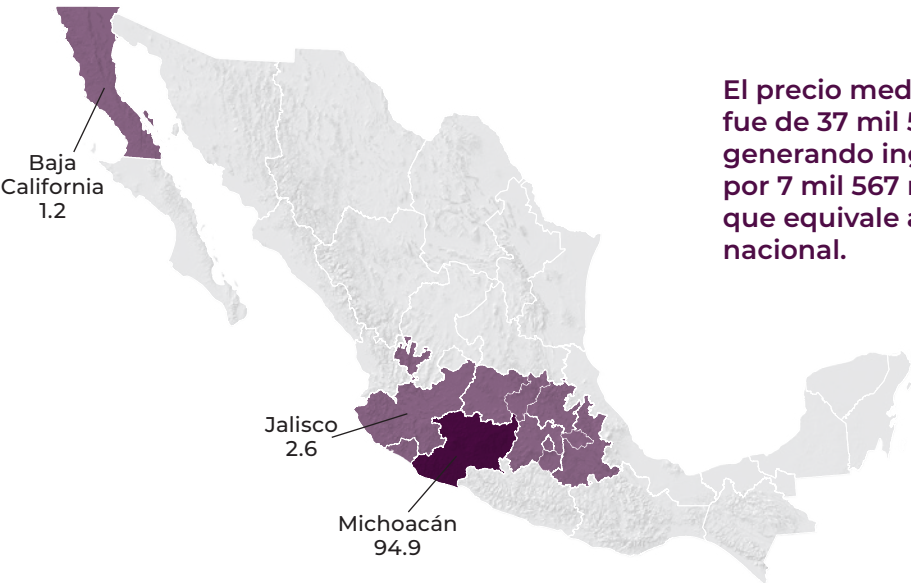 El precio med
fue de 37 mil
generando ing
por 7 mil 567
que equivale
nacional.
Baja
California
1.2
Jalisco
2.6
Michoacán
94.9